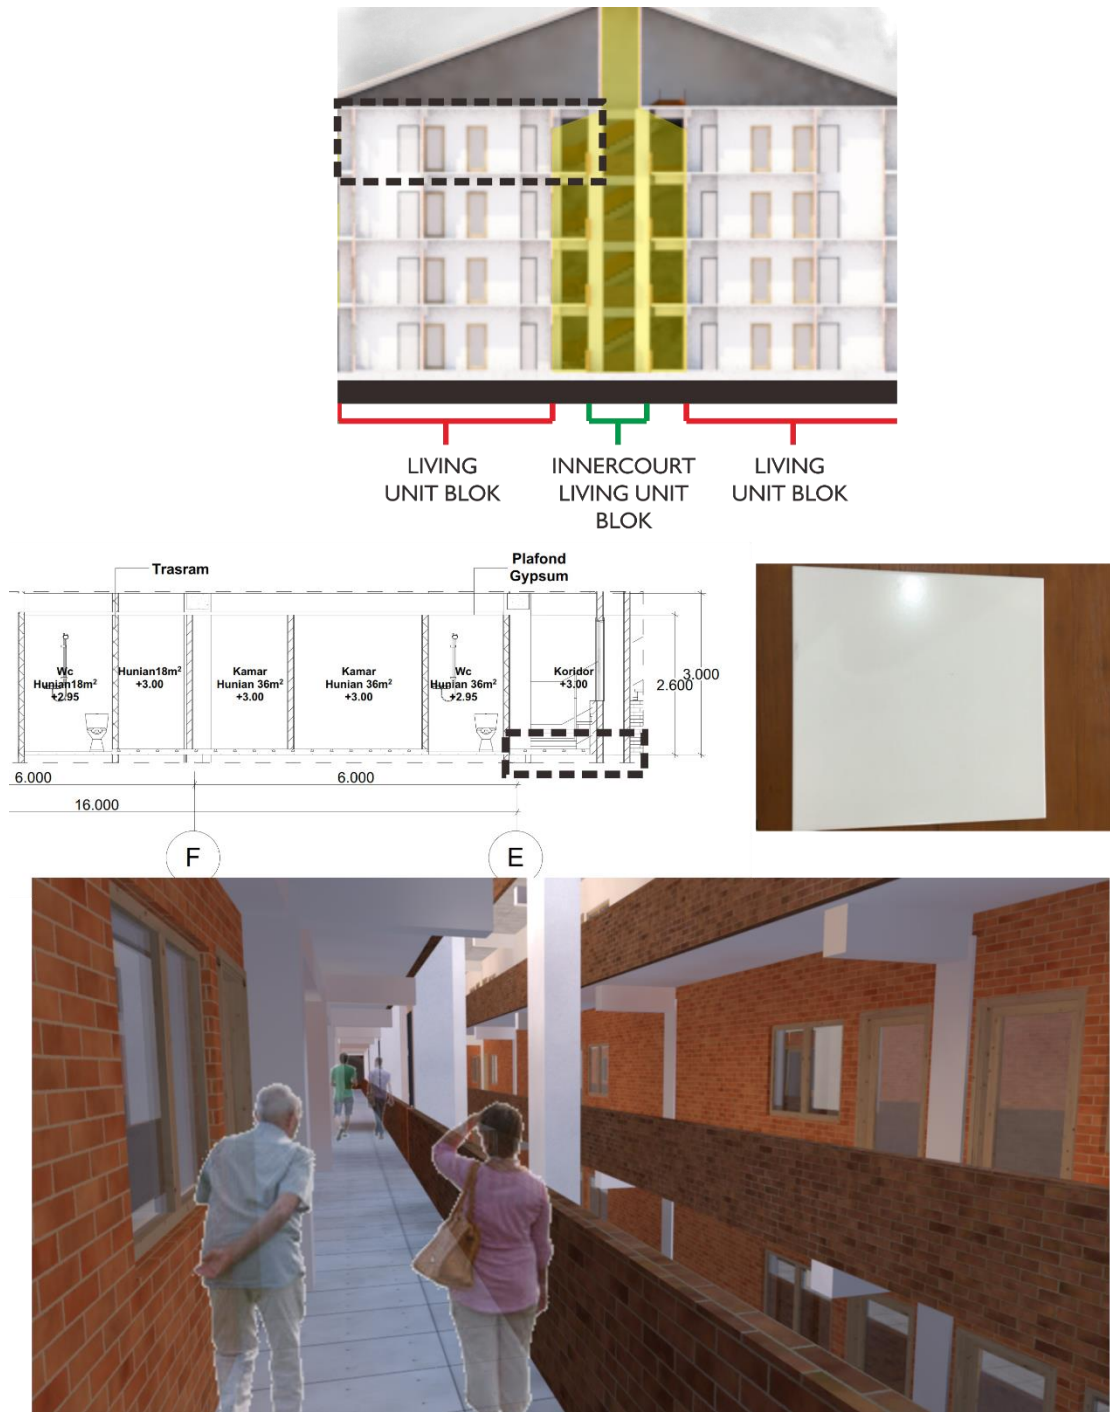 LIVING
UNIT BLOK
INNERCOURT
LIVING UNIT
BLOK
LIVING
UNIT BLOK
Trasram
Plafond
Gypsum
Wc
Hunian18m²
+2.95
Hunian18m²
+3.00
Kamar
Hunian 36m²
+3.00
Kamar
Hunian 36m²
+3.00
Wc
Hunian 36m²
+2.95
Koridor
+3.00
2.600
3.000
6.000
6.000
16.000
F
E